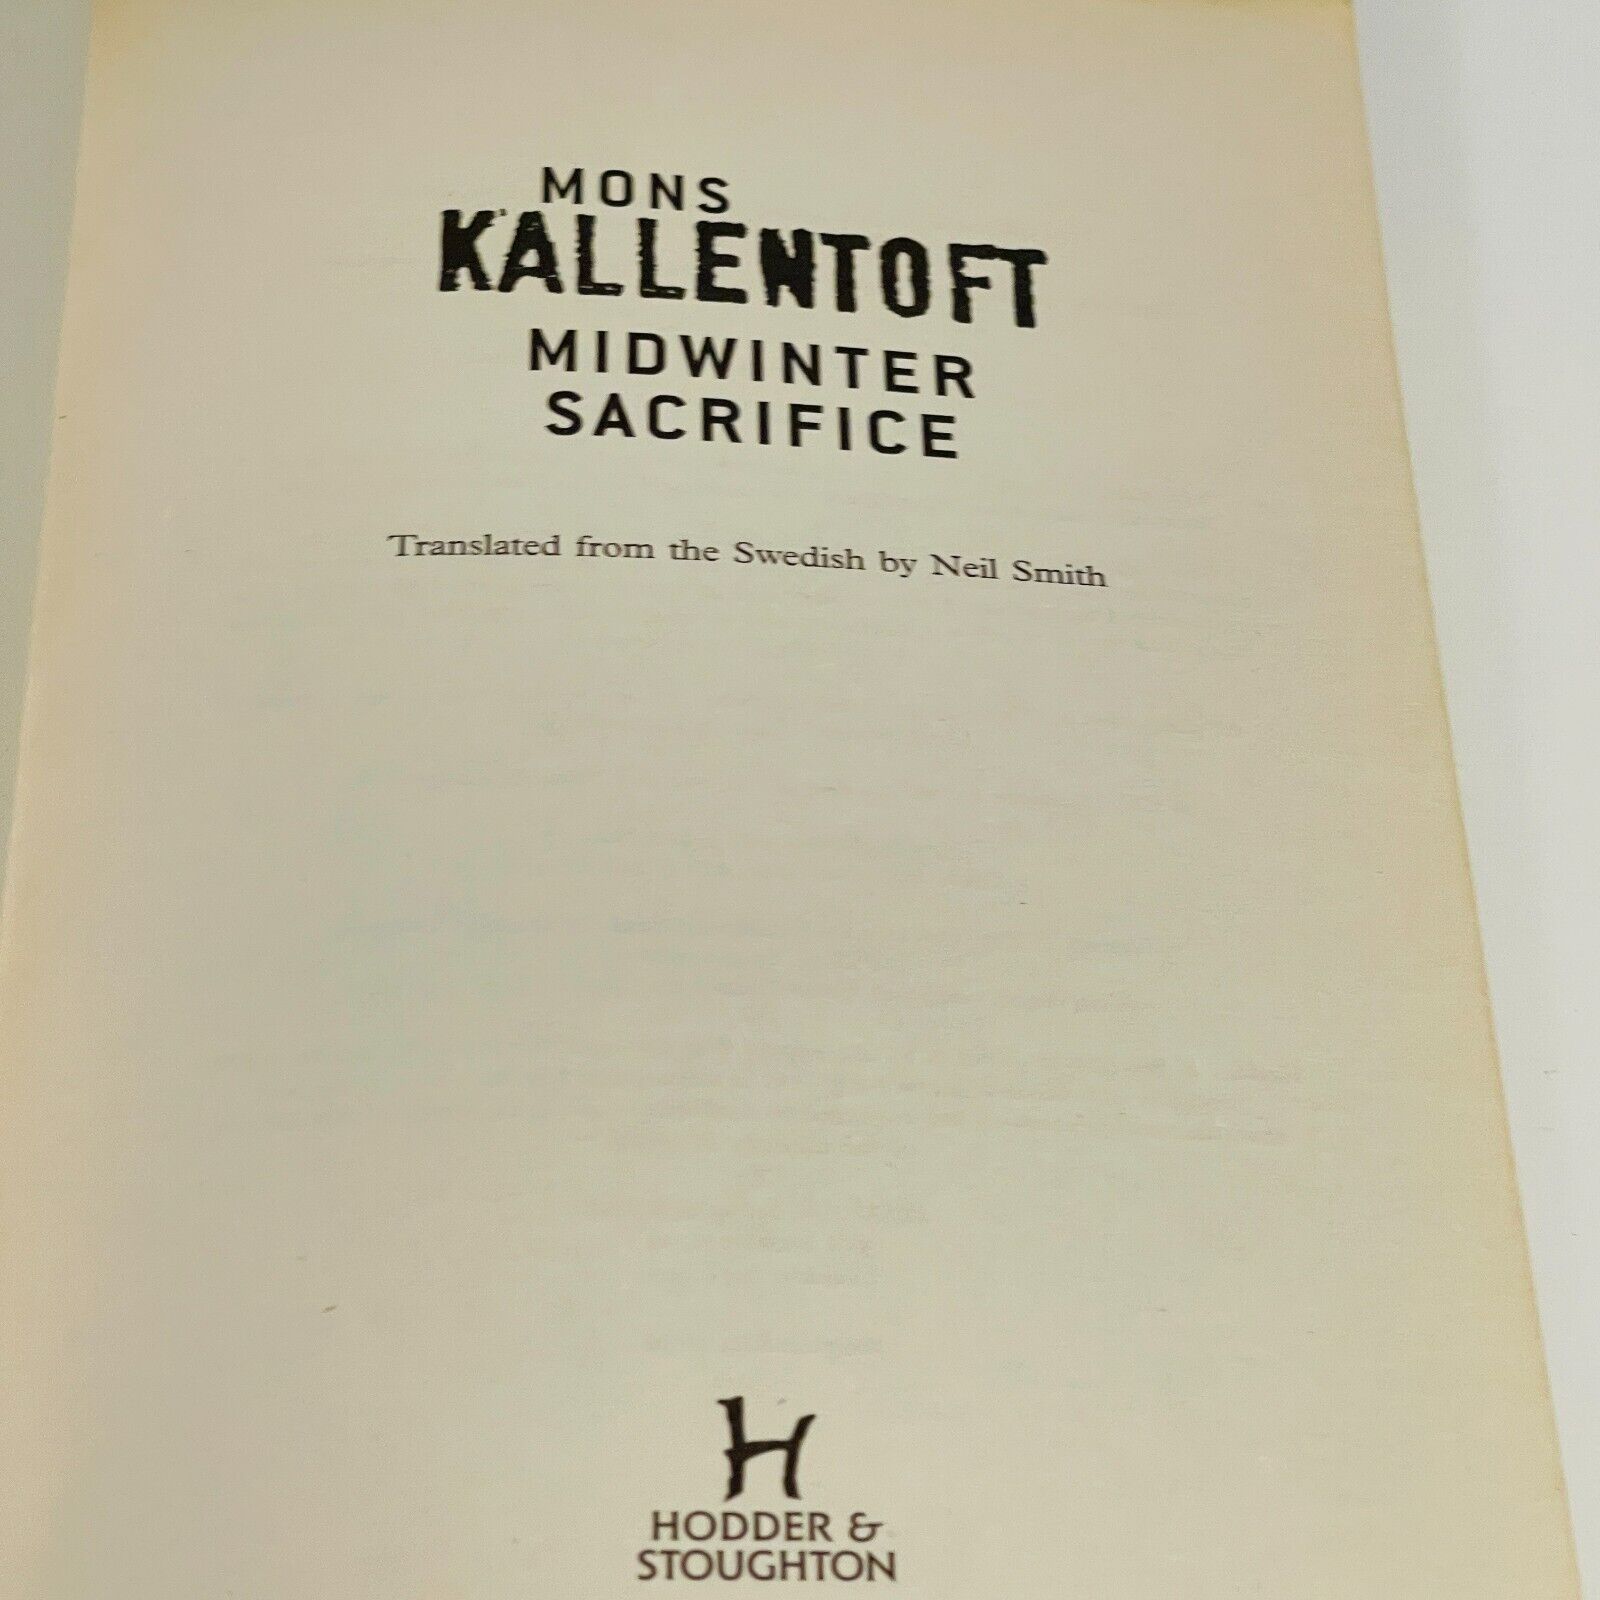 MONS
KALLENTOFT
MIDWINTER
SACRIFICE
Translated from the Swedish by Neil Smith
HODDER &
STOUGHTON